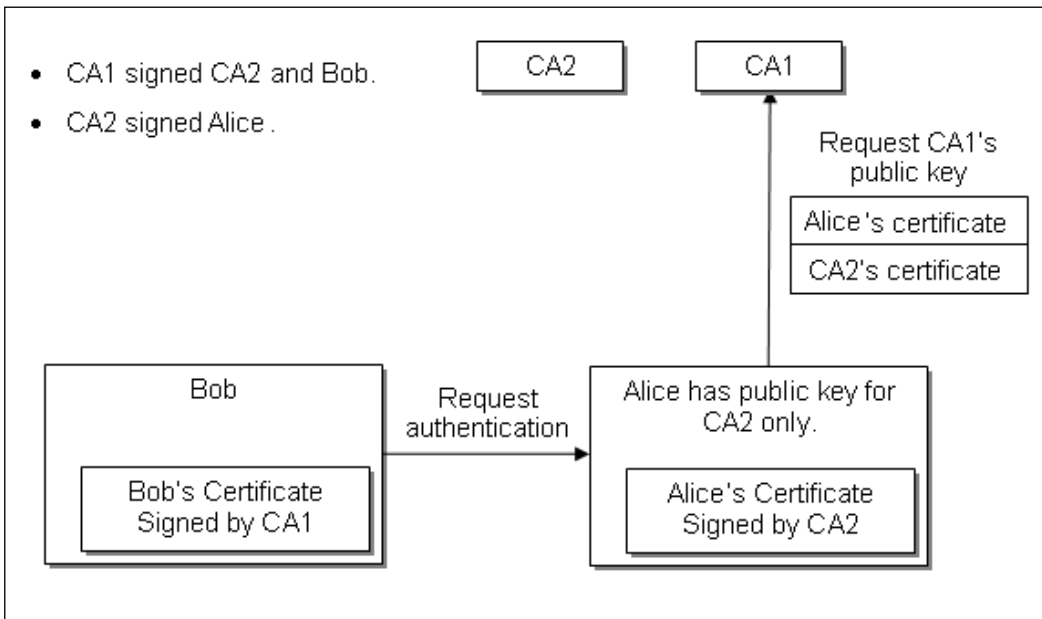 • CA1 signed CA2 and Bob.
• CA2 signed Alice .
CA2
CA1
Request CA1's
public key
Alice's certificate
CA2's certificate
Bob
Request
authentication
Alice has public key for
CA2 only.
Bob's Certificate
Signed by CA1
Alice's Certificate
Signed by CA2